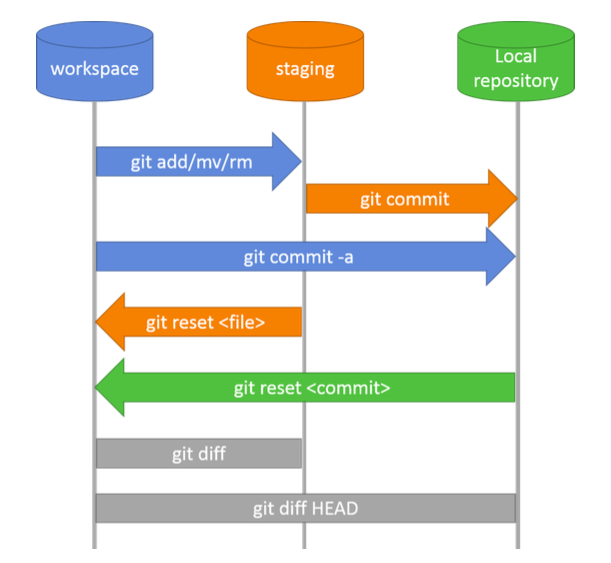 workspace
staging
Local
repository
git add/mv/rm
git commit
git commit -a
git reset <file>
git reset <commit>
git diff
git diff HEAD